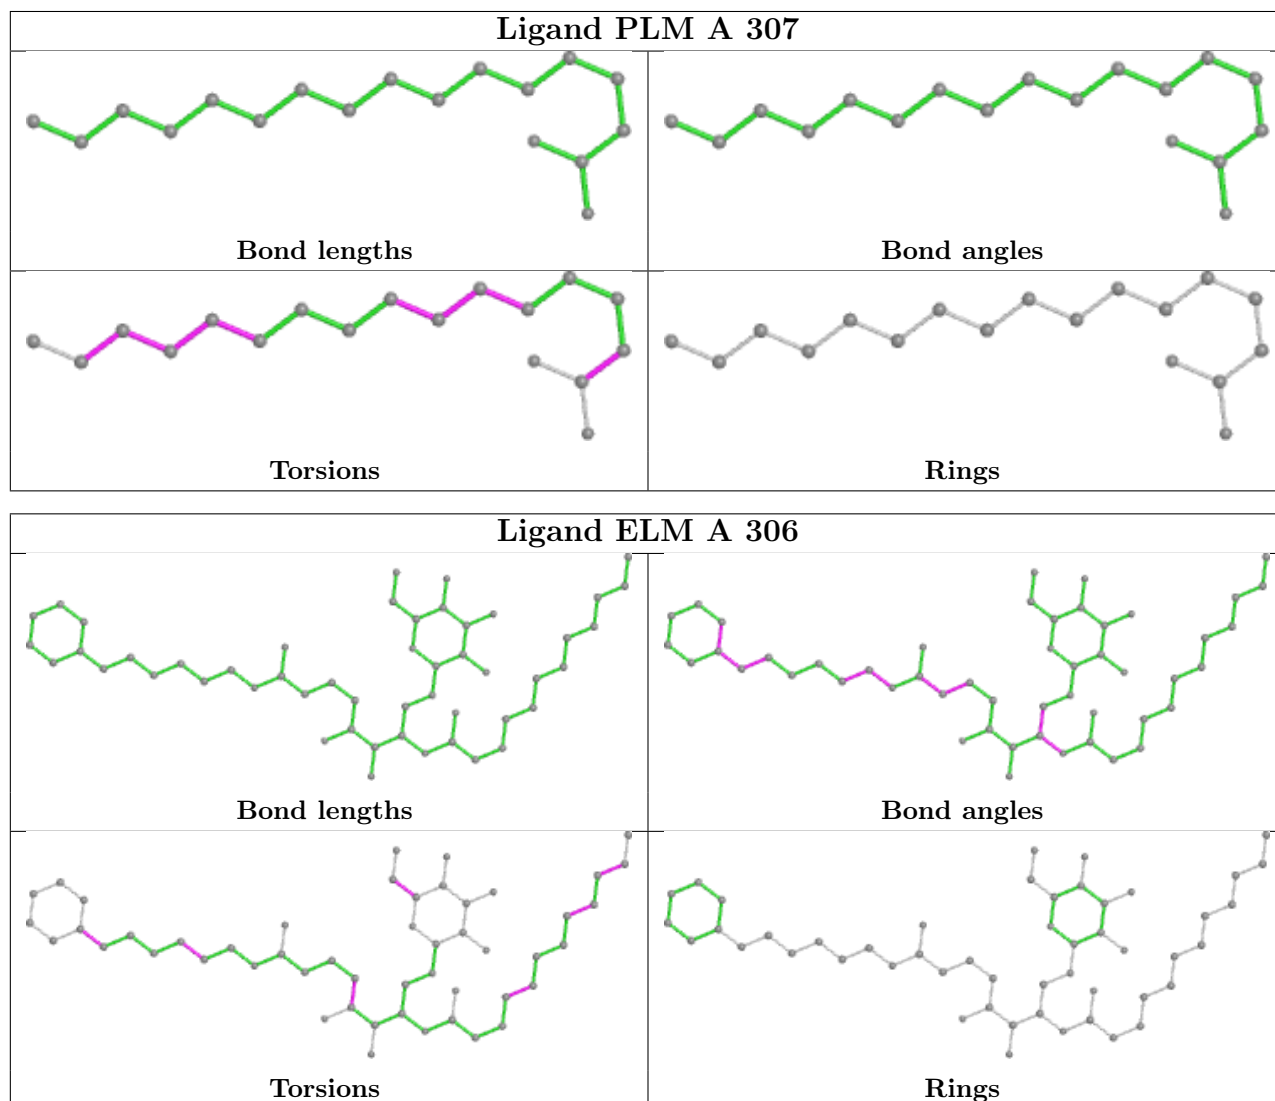 Ligand PLM A 307
Bond lengths
Bond angles
Torsions
Rings
Ligand ELM A 306
Bond lengths
Bond angles
Torsions
Rings